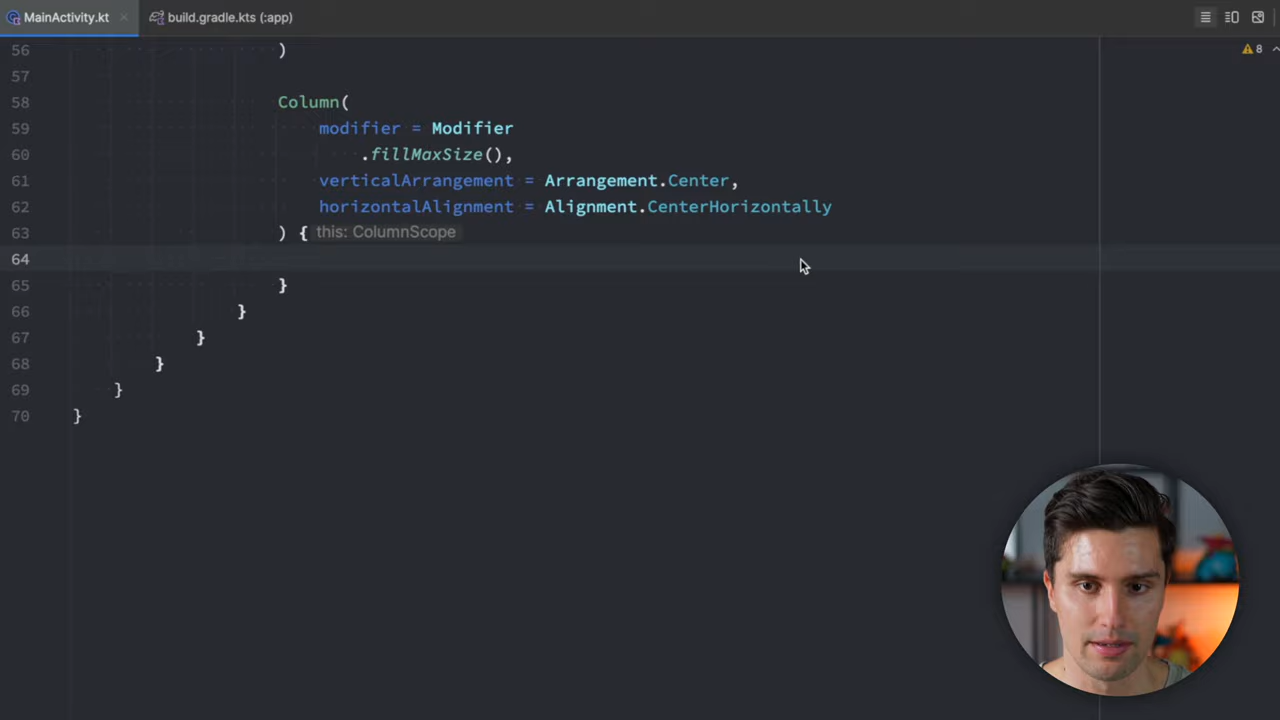 MainActivity.kt
build.gradle.kts (:app)
8
56 )
57
58 Column(
59 modifier = Modifier
60 .fillMaxSize(),
61 verticalArrangement = Arrangement.Center,
62 horizontalAlignment = Alignment.CenterHorizontally
63 ) { this: ColumnScope
64
65 }
66 }
67 }
68 }
69 }
70 }